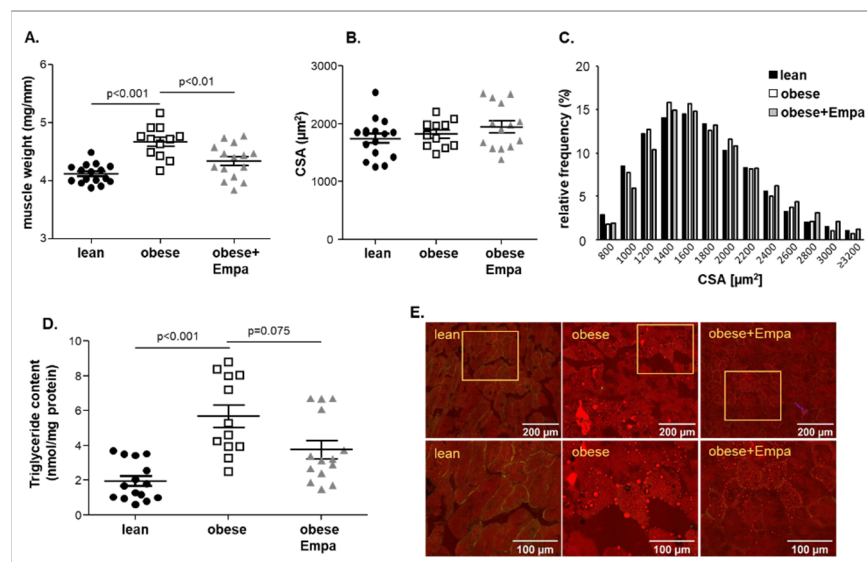 A.
p<0.001
p<0.01
muscle weight (mg/mm)
6
5
4
3
lean
obese
obese+
Empa
B.
CSA (µm²)
3000
2000
1000
0
lean
obese
obese
Empa
C.
relative frequency (%)
20
15
10
5
0
lean
obese
obese+Empa
800
1000
1200
1400
1600
1800
2000
2200
2400
2600
2800
3000
≥3200
CSA [µm²]
D.
p<0.001
p=0.075
Triglyceride content
(nmol/mg protein)
10
8
6
4
2
0
lean
obese
obese
Empa
E.
lean
obese
obese+Empa
200 µm
200 µm
200 µm
lean
obese
obese+Empa
100 µm
100 µm
100 µm